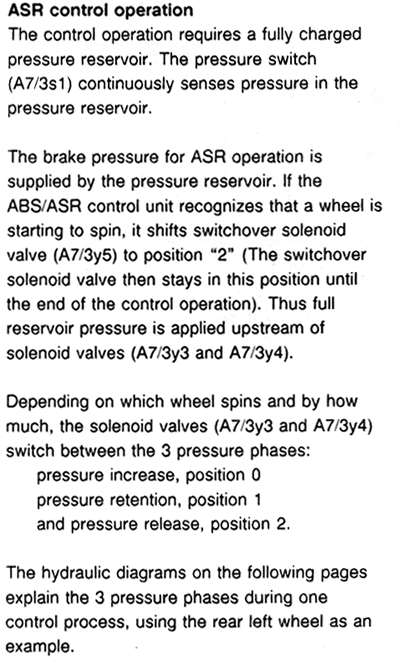 ASR control operation
The control operation requires a fully charged
pressure reservoir. The pressure switch
(A7/3s1) continuously senses pressure in the
pressure reservoir.
The brake pressure for ASR operation is
supplied by the pressure reservoir. If the
ABS/ASR control unit recognizes that a wheel is
starting to spin, it shifts switchover solenoid
valve (A7/3y5) to position “2” (The switchover
solenoid valve then stays in this position until
the end of the control operation). Thus full
reservoir pressure is applied upstream of
solenoid valves (A7/3y3 and A7/3y4).
Depending on which wheel spins and by how
much, the solenoid valves (A7/3y3 and A7/3y4)
switch between the 3 pressure phases:
pressure increase, position 0
pressure retention, position 1
and pressure release, position 2.
The hydraulic diagrams on the following pages
explain the 3 pressure phases during one
control process, using the rear left wheel as an
example.